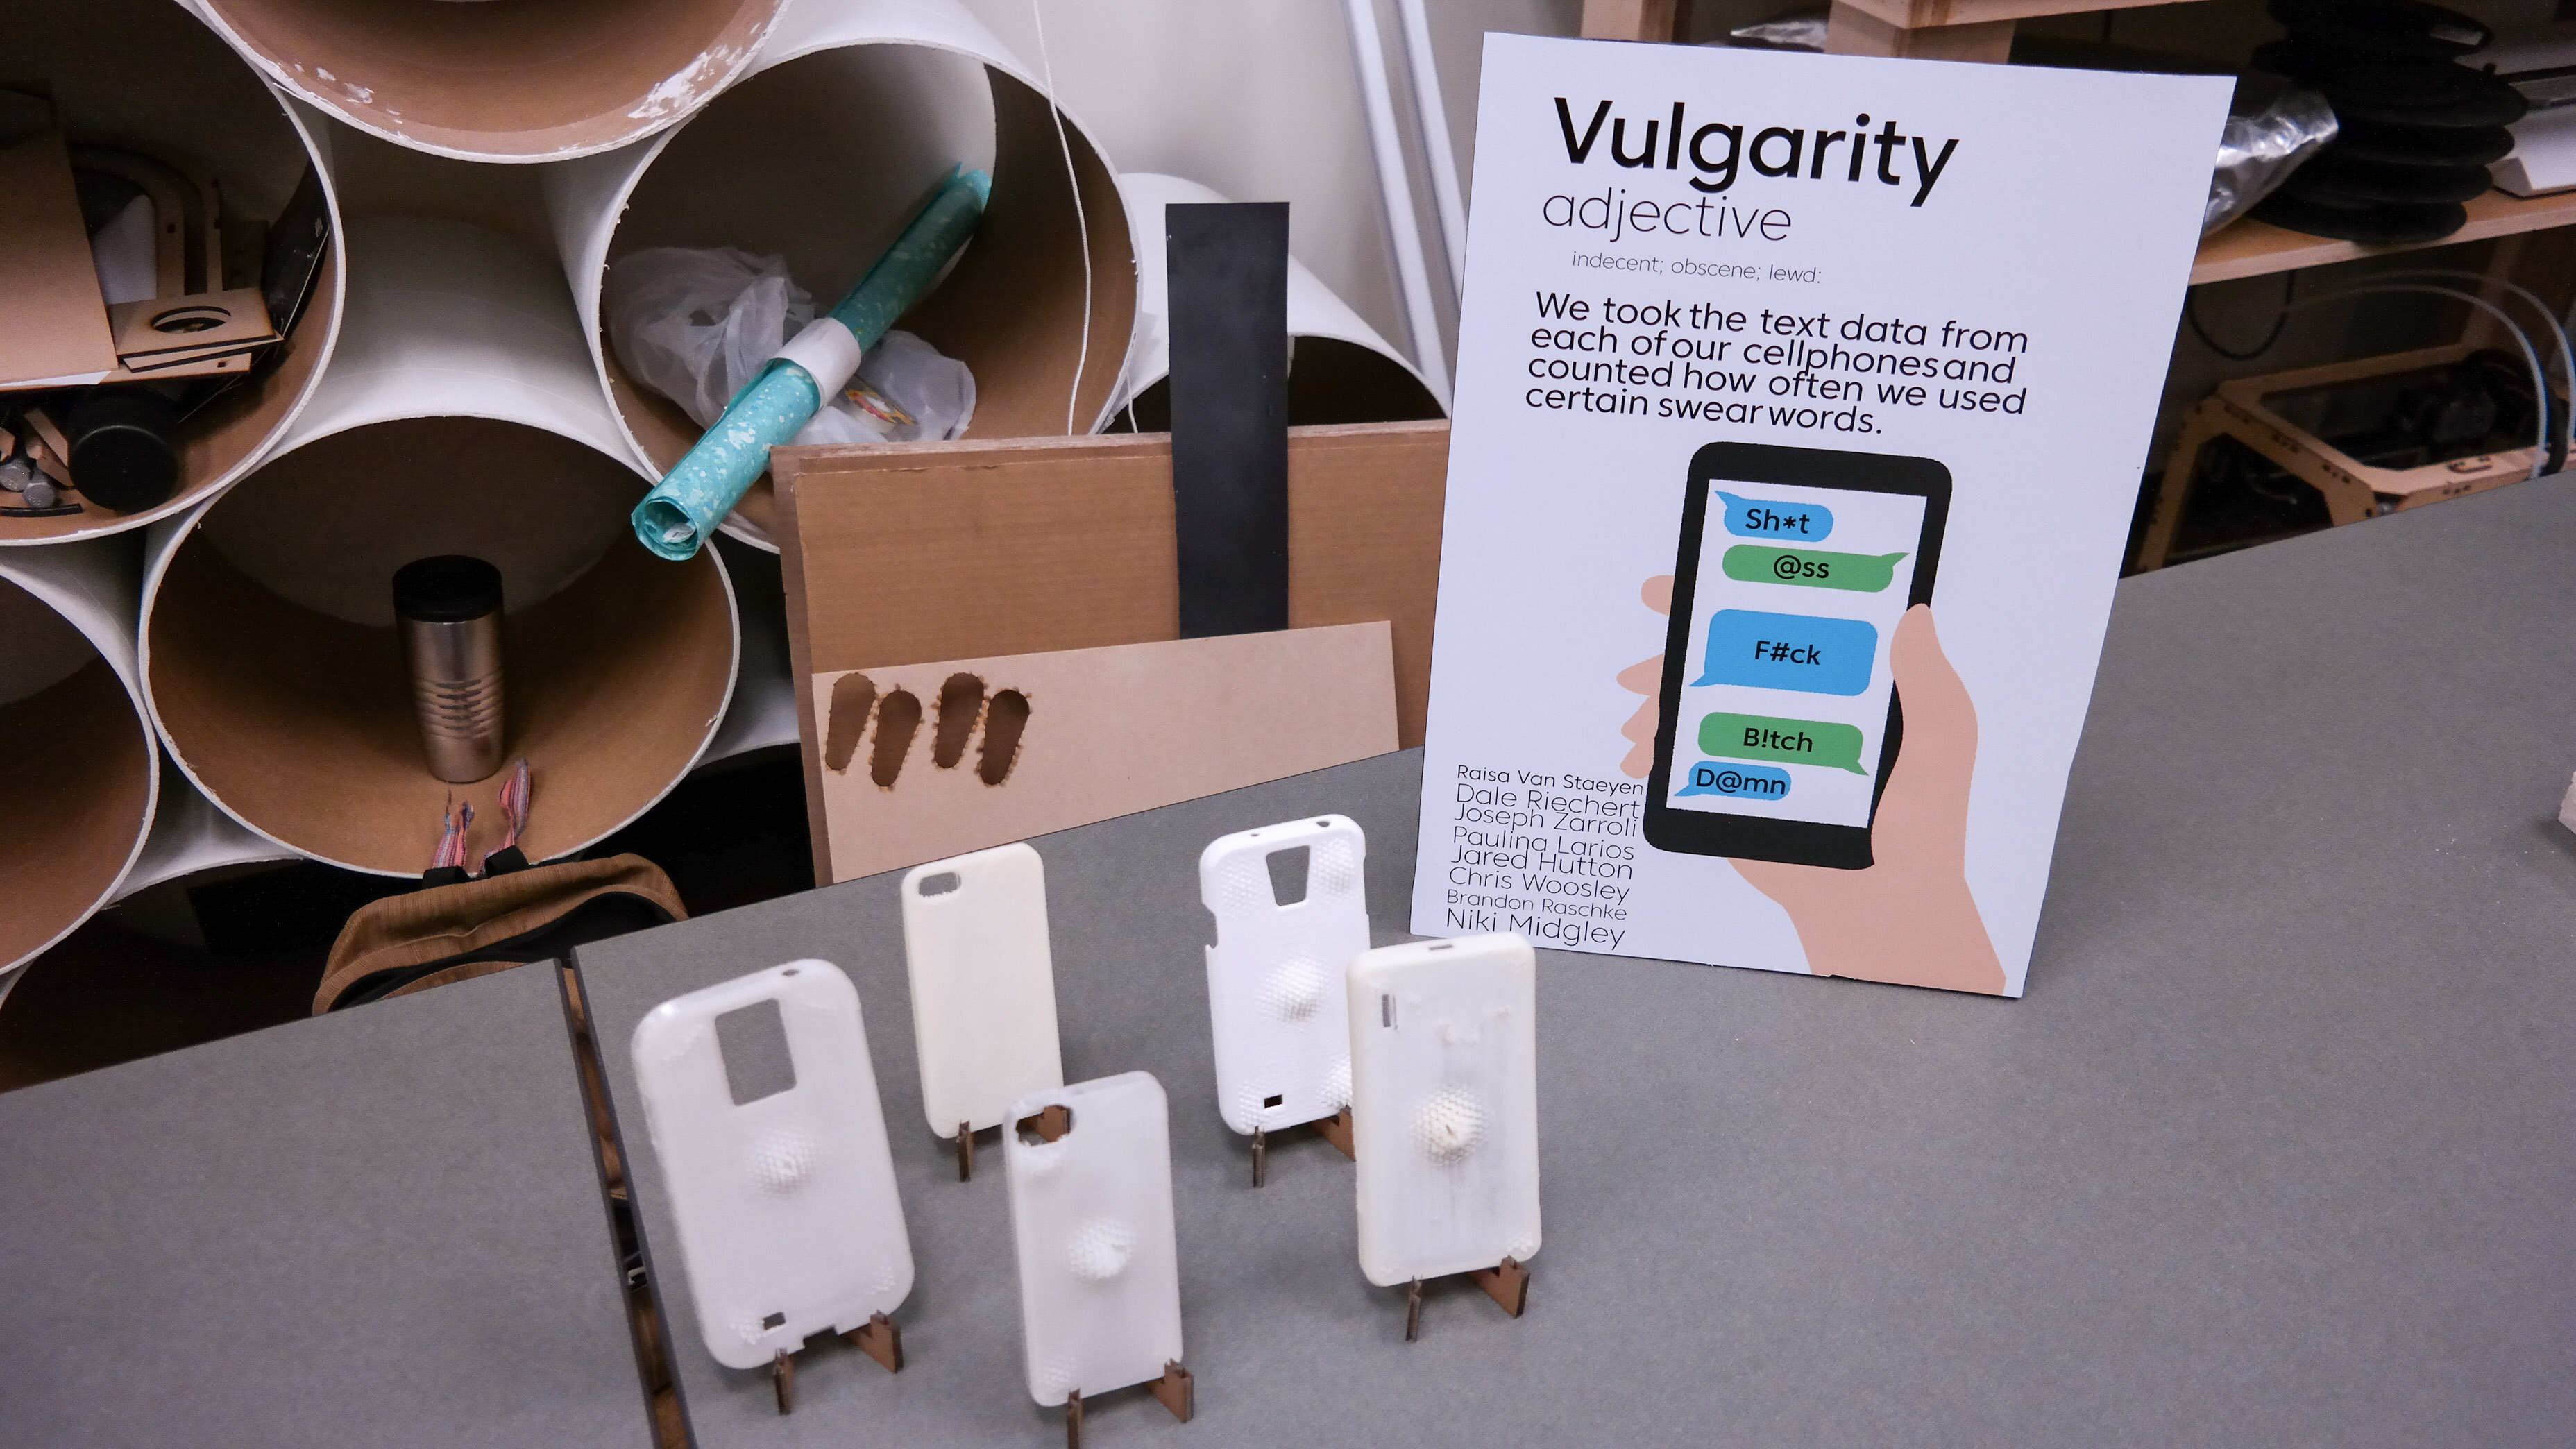 Vulgarity
adjective
indecent; obscene; lewd:
We took the text data from
each of our cellphones and
counted how often we used
certain swear words.
Sh*t
@ss
F#ck
B!tch
D@mn
Raisa Van Staeyen
Dale Riechert
Joseph Zarroli
Paulina Larios
Jared Hutton
Chris Woosley
Brandon Raschke
Niki Midgley